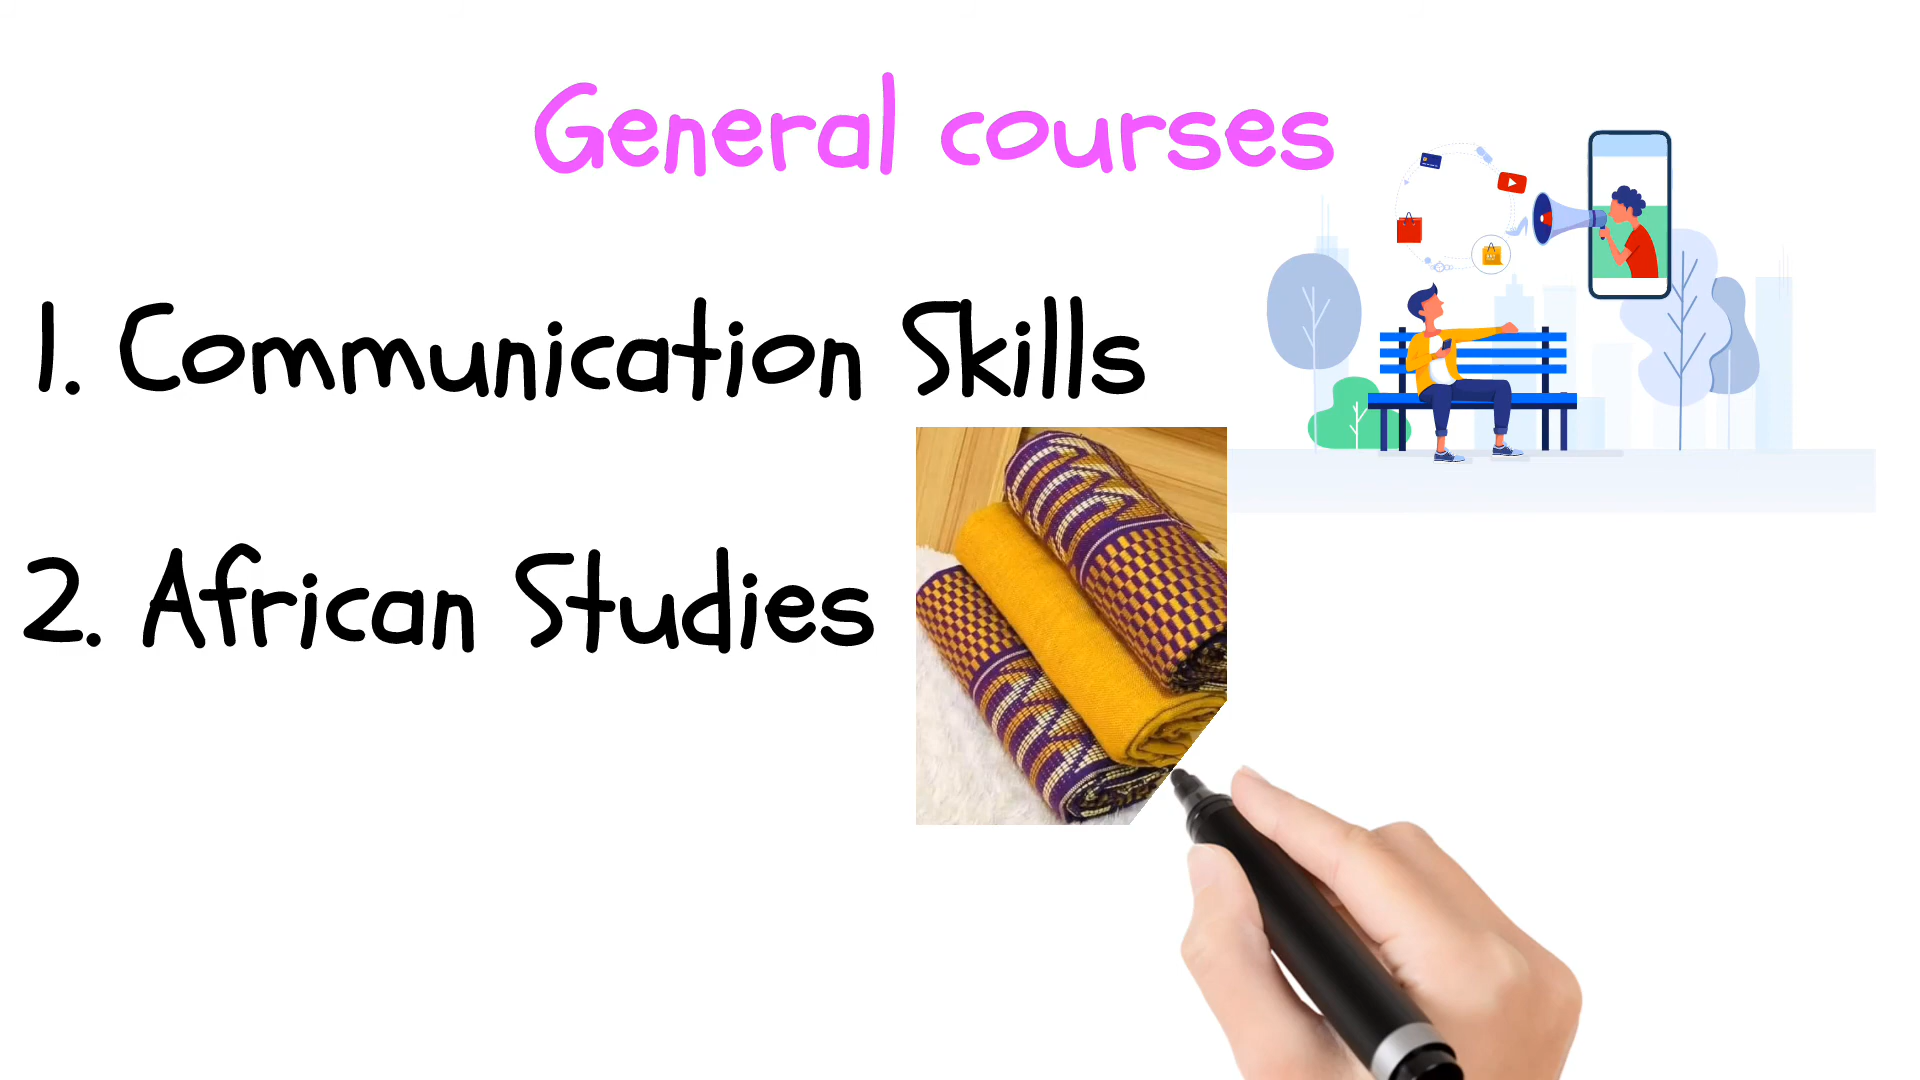 General courses
1. Communication Skills
2. African Studies